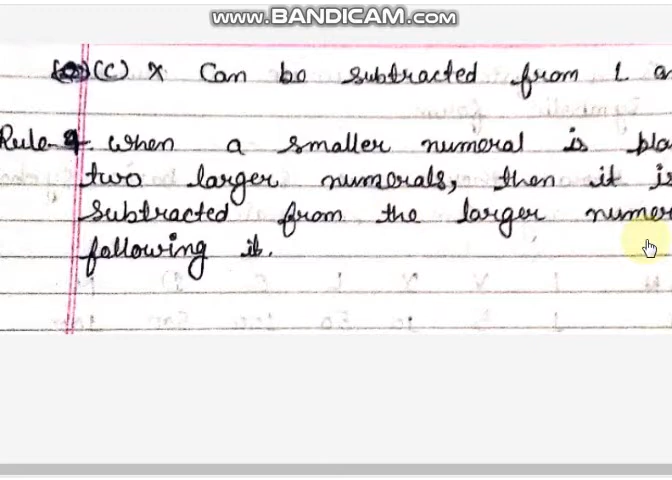 www.BANDICAM.com
(c) X Can be subtracted from L
Rule-4 When a smaller numeral is
two larger numerals, then it is
subtracted from the larger
following it.